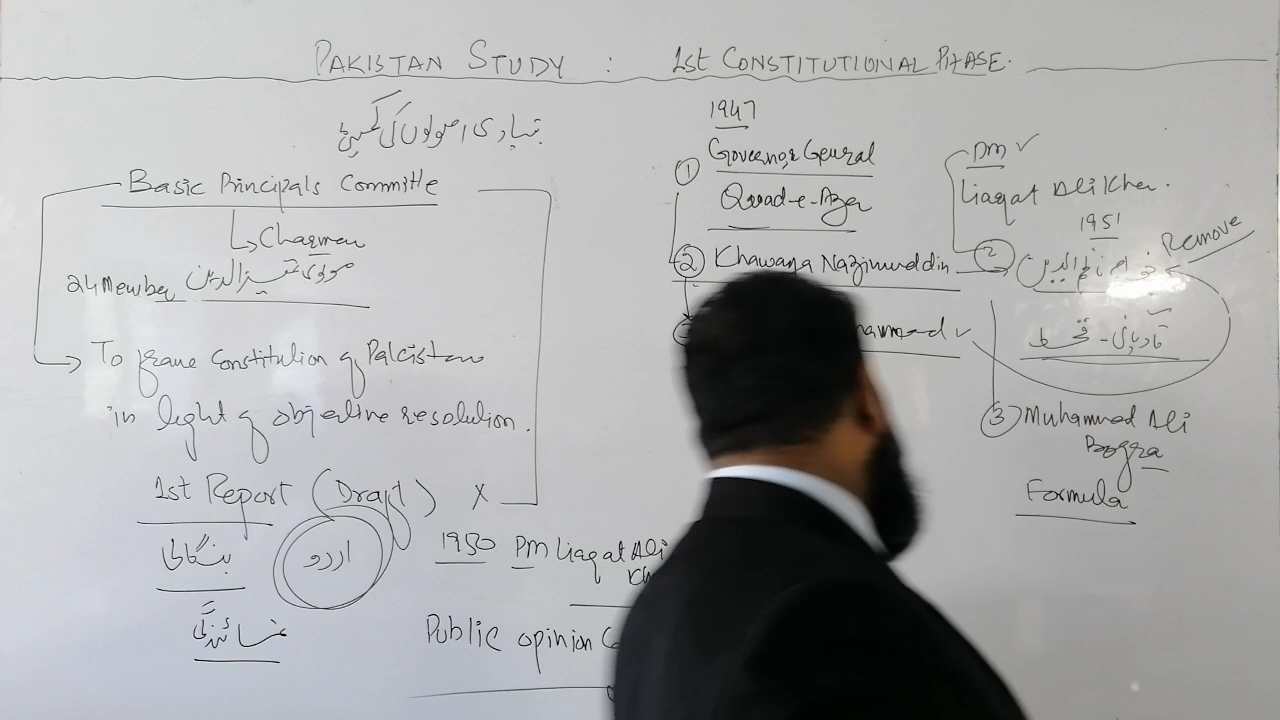 PAKISTAN STUDY : 1st CONSTITUTIONAL PHASE.
بنیادی اصولوں کی کمیٹی
Basic Principals Committe
Charmen
24 Member مولوی تمیز الدین
To frame Constitution of Pakistan
in light of objective resolution.
1st Report (Draft) X
بنگالی اردو
نمائندگی
1950 PM Liaqat Ali
Public opinion
1947
① Governor General
Quad-e-Azam
② Khawaja Nazimuddin
PM ✓
Liaqat Ali Khan.
1951
② خواجہ ناظم الدین Remove
قادیانی - قحط
③ Muhammad Ali
Bogra
Formula